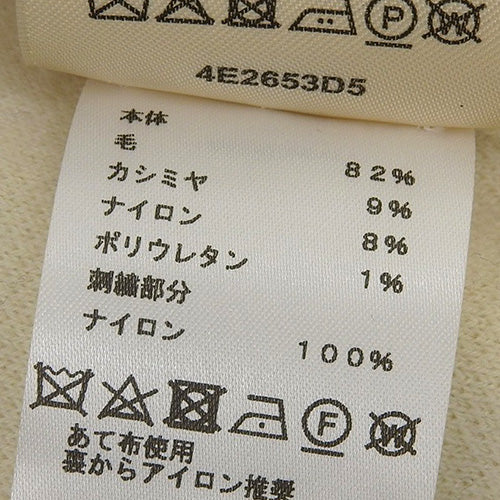 P W
4E2653D5
本体
毛 82%
カシミヤ 9%
ナイロン 8%
ポリウレタン 1%
刺繍部分
ナイロン 100%
F W
あて布使用
裏からアイロン推奨